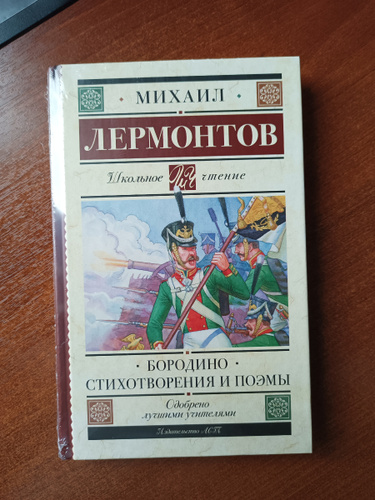 МИХАИЛ
ЛЕРМОНТОВ
Школьное чтение
БОРОДИНО
СТИХОТВОРЕНИЯ И ПОЭМЫ
Одобрено
лучшими учителями
Издательство АСТ